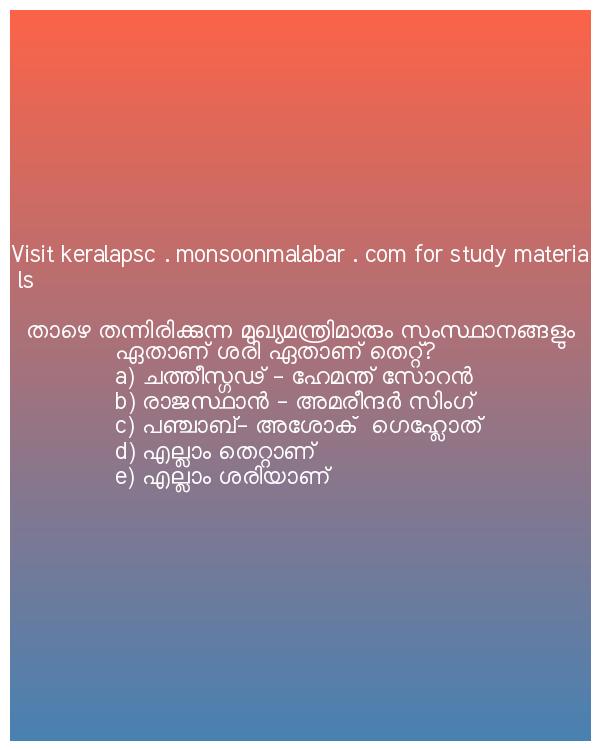 Visit keralapsc . monsoonmalabar . com for study materia
ls
താഴെ തന്നിരിക്കുന്ന മുഖ്യമന്ത്രിമാരും സംസ്ഥാനങ്ങളും
ഏതാണ് ശരി ഏതാണ് തെറ്റ്?
a) ചത്തീസ്ഗഢ് - ഹേമന്ത് സോറൻ
b) രാജസ്ഥാൻ - അമരീന്ദർ സിംഗ്
c) പഞ്ചാബ്- അശോക് ഗെഹ്ലോത്
d) എല്ലാം തെറ്റാണ്
e) എല്ലാം ശരിയാണ്